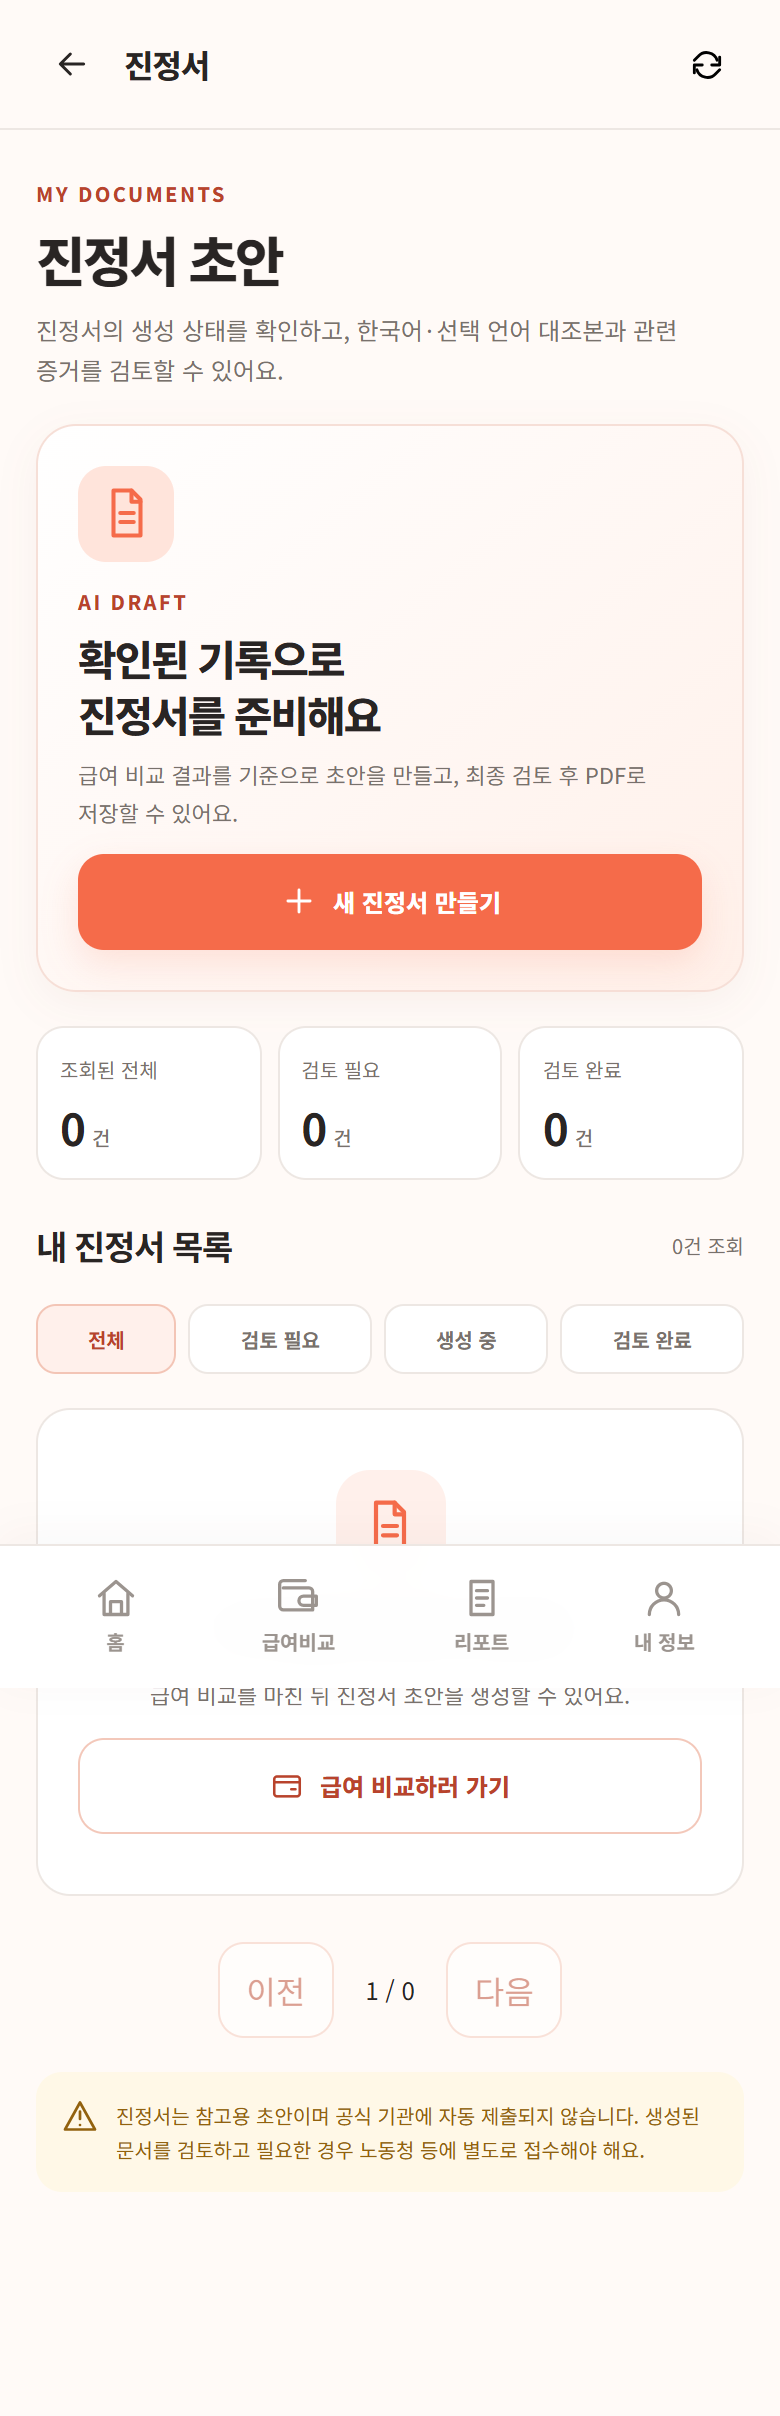 진정서
MY DOCUMENTS
진정서 초안
진정서의 생성 상태를 확인하고, 한국어·선택 언어 대조본과 관련
증거를 검토할 수 있어요.
AI DRAFT
확인된 기록으로
진정서를 준비해요
급여 비교 결과를 기준으로 초안을 만들고, 최종 검토 후 PDF로
저장할 수 있어요.
새 진정서 만들기
조회된 전체
0 건
검토 필요
0 건
검토 완료
0 건
내 진정서 목록
0건 조회
전체
검토 필요
생성 중
검토 완료
홈
급여비교
리포트
내 정보
급여 비교를 마친 뒤 진정서 초안을 생성할 수 있어요.
급여 비교하러 가기
이전
1 / 0
다음
진정서는 참고용 초안이며 공식 기관에 자동 제출되지 않습니다. 생성된
문서를 검토하고 필요한 경우 노동청 등에 별도로 접수해야 해요.